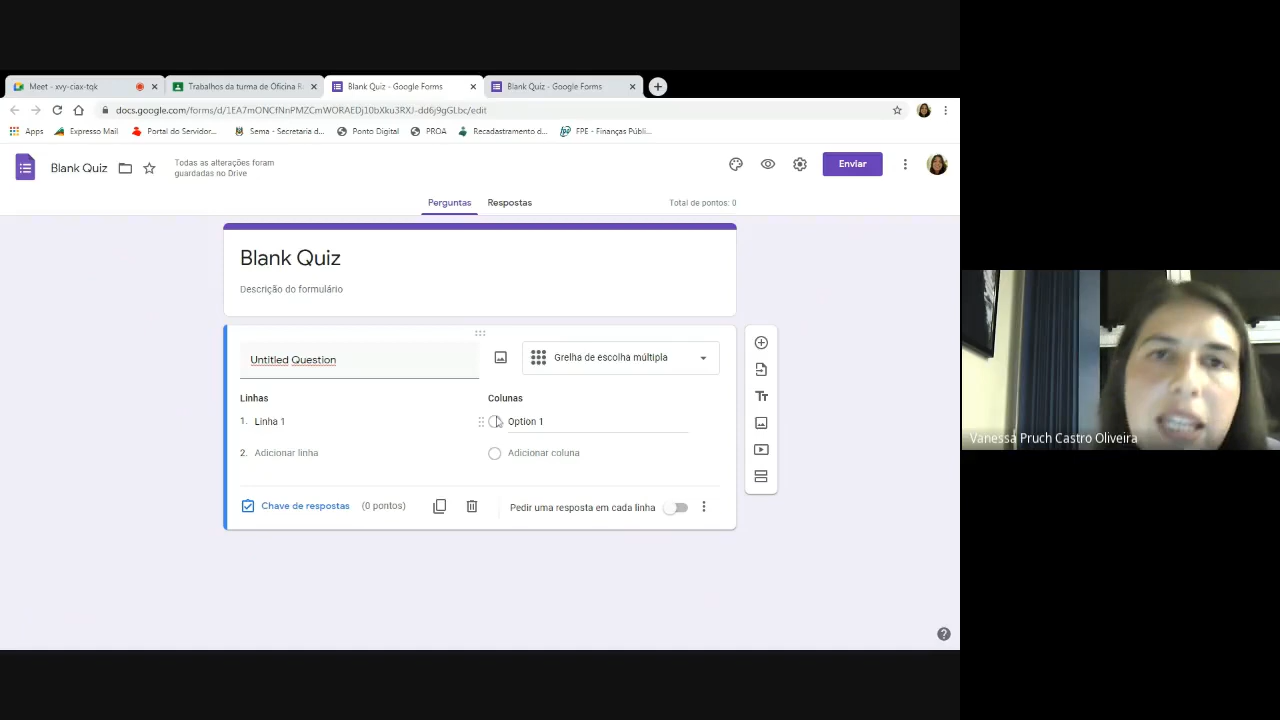 Meet - xvy-ciax-tqk
Trabalhos da turma de Oficina R
Blank Quiz - Google Forms
Blank Quiz - Google Forms
docs.google.com/forms/d/1EA7mONCfNnPMZCmWORAEDj10bXku3RXJ-dd6j9gGLbc/edit
Apps
Expresso Mail
Portal do Servidor...
Sema - Secretaria d...
Ponto Digital
PROA
Recadastramento d...
FPE - Finanças Públi...
Blank Quiz
Todas as alterações foram
guardadas no Drive
Enviar
Perguntas
Respostas
Total de pontos: 0
Blank Quiz
Descrição do formulário
Untitled Question
Grelha de escolha múltipla
Linhas
Colunas
1. Linha 1
Option 1
2. Adicionar linha
Adicionar coluna
Chave de respostas (0 pontos)
Pedir uma resposta em cada linha
Vanessa Pruch Castro Oliveira